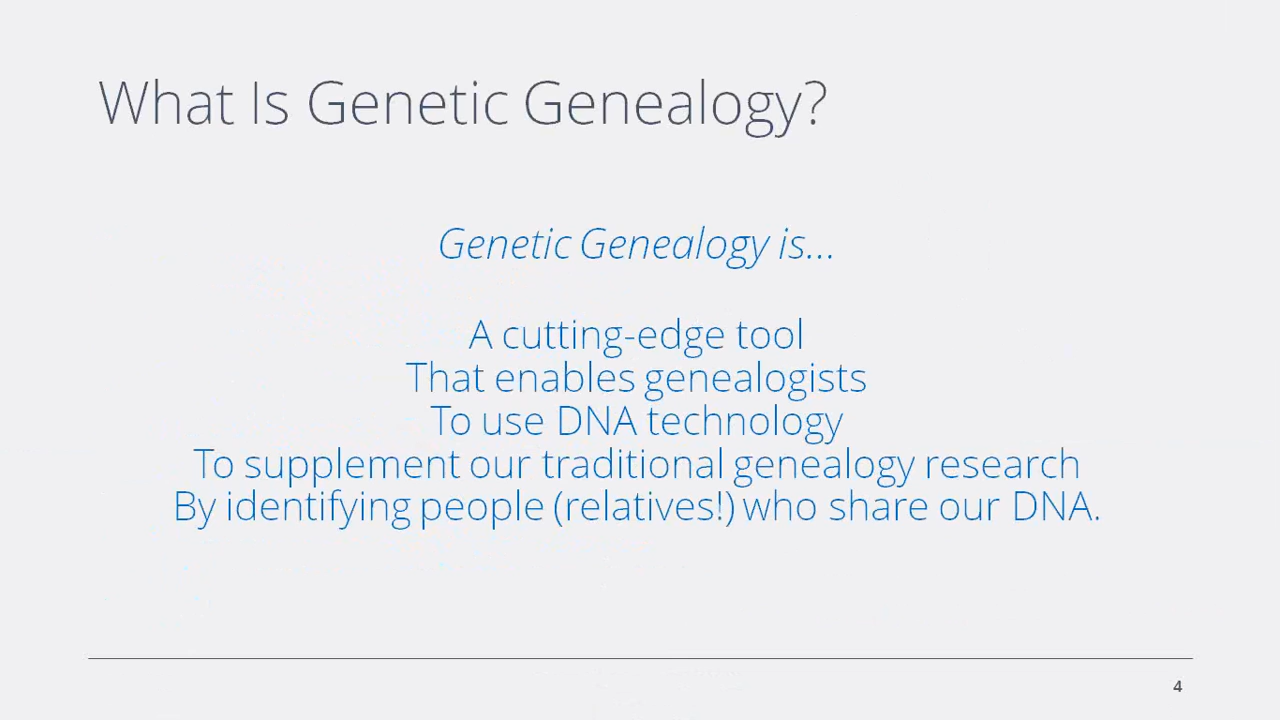 What Is Genetic Genealogy?
Genetic Genealogy is...
A cutting-edge tool
That enables genealogists
To use DNA technology
To supplement our traditional genealogy research
By identifying people (relatives!) who share our DNA.
4